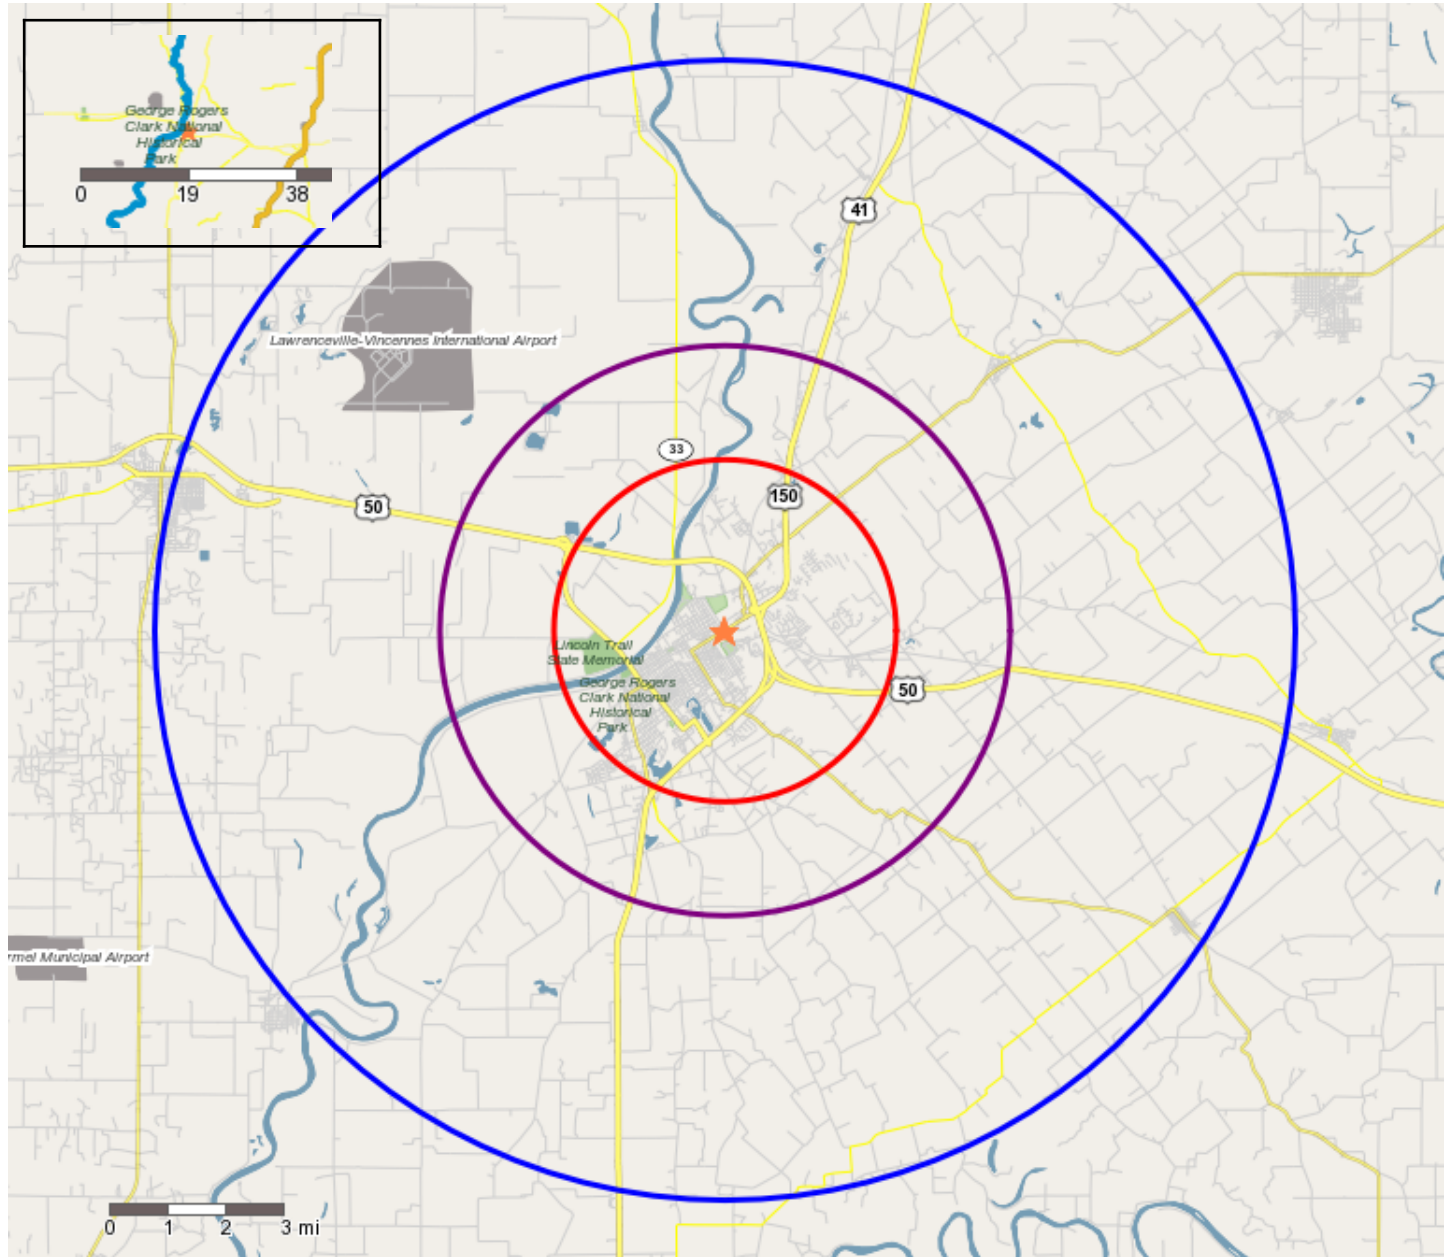 George Rogers
Clark National
Historical
Park
0 19 38
41
Lawrenceville-Vincennes International Airport
33
150
50
Lincoln Trail
State Memorial
George Rogers
Clark National
Historical
Park
50
rmel Municipal Airport
0 1 2 3 mi